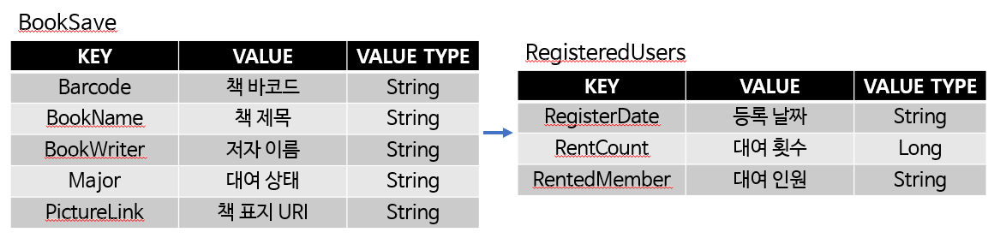 BookSave
KEY VALUE VALUE TYPE
Barcode 책 바코드 String
BookName 책 제목 String
BookWriter 저자 이름 String
Major 대여 상태 String
PictureLink 책 표지 URI String
RegisteredUsers
KEY VALUE VALUE TYPE
RegisterDate 등록 날짜 String
RentCount 대여 횟수 Long
RentedMember 대여 인원 String